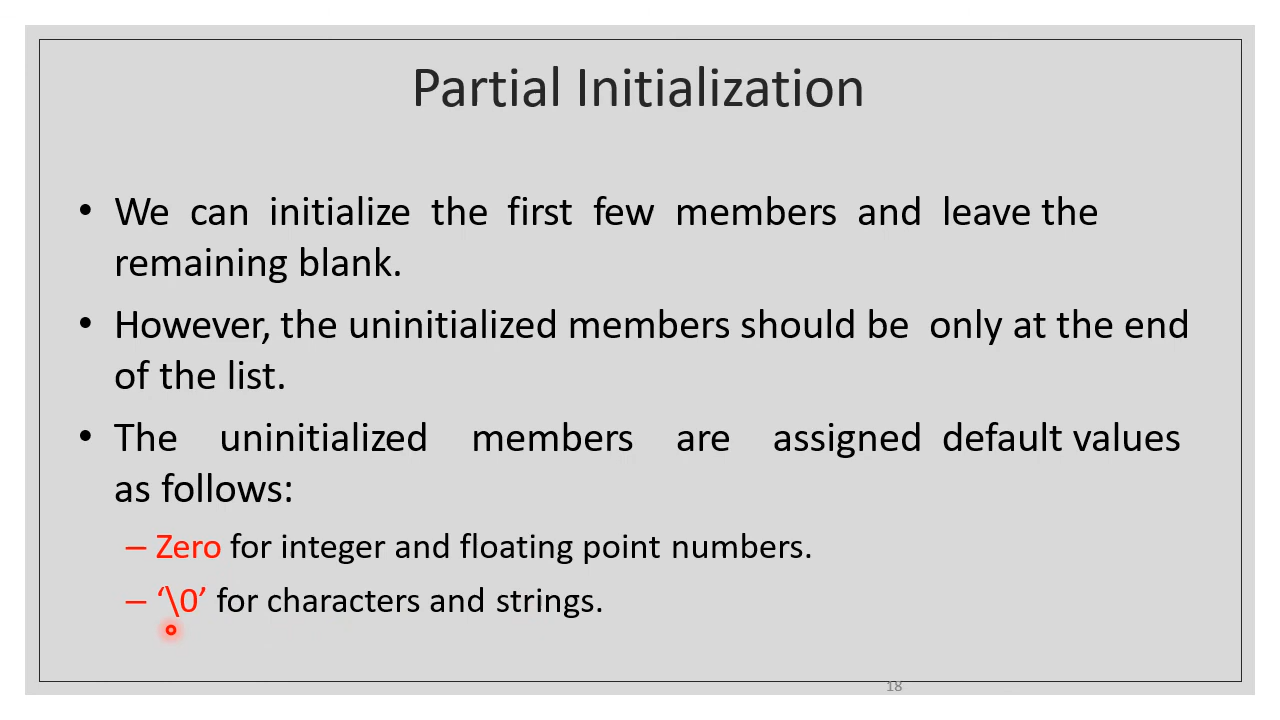 Partial Initialization
• We can initialize the first few members and leave the
remaining blank.
• However, the uninitialized members should be only at the end
of the list.
• The uninitialized members are assigned default values
as follows:
– Zero for integer and floating point numbers.
– ‘\0’ for characters and strings.
18